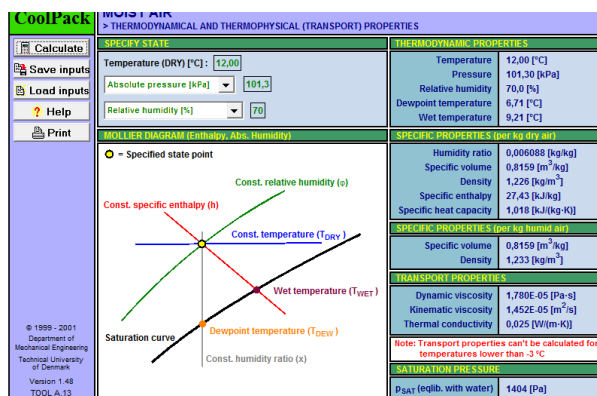 CoolPack
MOIST AIR
> THERMODYNAMICAL AND THERMOPHYSICAL (TRANSPORT) PROPERTIES
Calculate
Save inputs
Load inputs
? Help
Print
© 1999 - 2001
Department of
Mechanical Engineering
Technical University
of Denmark
Version 1.48
TOOL A.13
SPECIFY STATE
Temperature (DRY) [°C] : 12,00
Absolute pressure [kPa] 101,3
Relative humidity [%] 70
MOLLIER DIAGRAM (Enthalpy, Abs. Humidity)
= Specified state point
Const. relative humidity (φ)
Const. specific enthalpy (h)
Const. temperature (TDRY )
Wet temperature (TWET )
Dewpoint temperature (TDEW )
Saturation curve
Const. humidity ratio (x)
THERMODYNAMIC PROPERTIES
Temperature 12,00 [°C]
Pressure 101,30 [kPa]
Relative humidity 70,0 [%]
Dewpoint temperature 6,71 [°C]
Wet temperature 9,21 [°C]
SPECIFIC PROPERTIES (per kg dry air)
Humidity ratio 0,006088 [kg/kg]
Specific volume 0,8159 [m³/kg]
Density 1,226 [kg/m³]
Specific enthalpy 27,43 [kJ/kg]
Specific heat capacity 1,018 [kJ/(kg·K)]
SPECIFIC PROPERTIES (per kg humid air)
Specific volume 0,8159 [m³/kg]
Density 1,233 [kg/m³]
TRANSPORT PROPERTIES
Dynamic viscosity 1,780E-05 [Pa·s]
Kinematic viscosity 1,452E-05 [m²/s]
Thermal conductivity 0,025 [W/(m·K)]
Note: Transport properties can't be calculated for
temperatures lower than -3 °C
SATURATION PRESSURE
pSAT (eqlib. with water) 1404 [Pa]